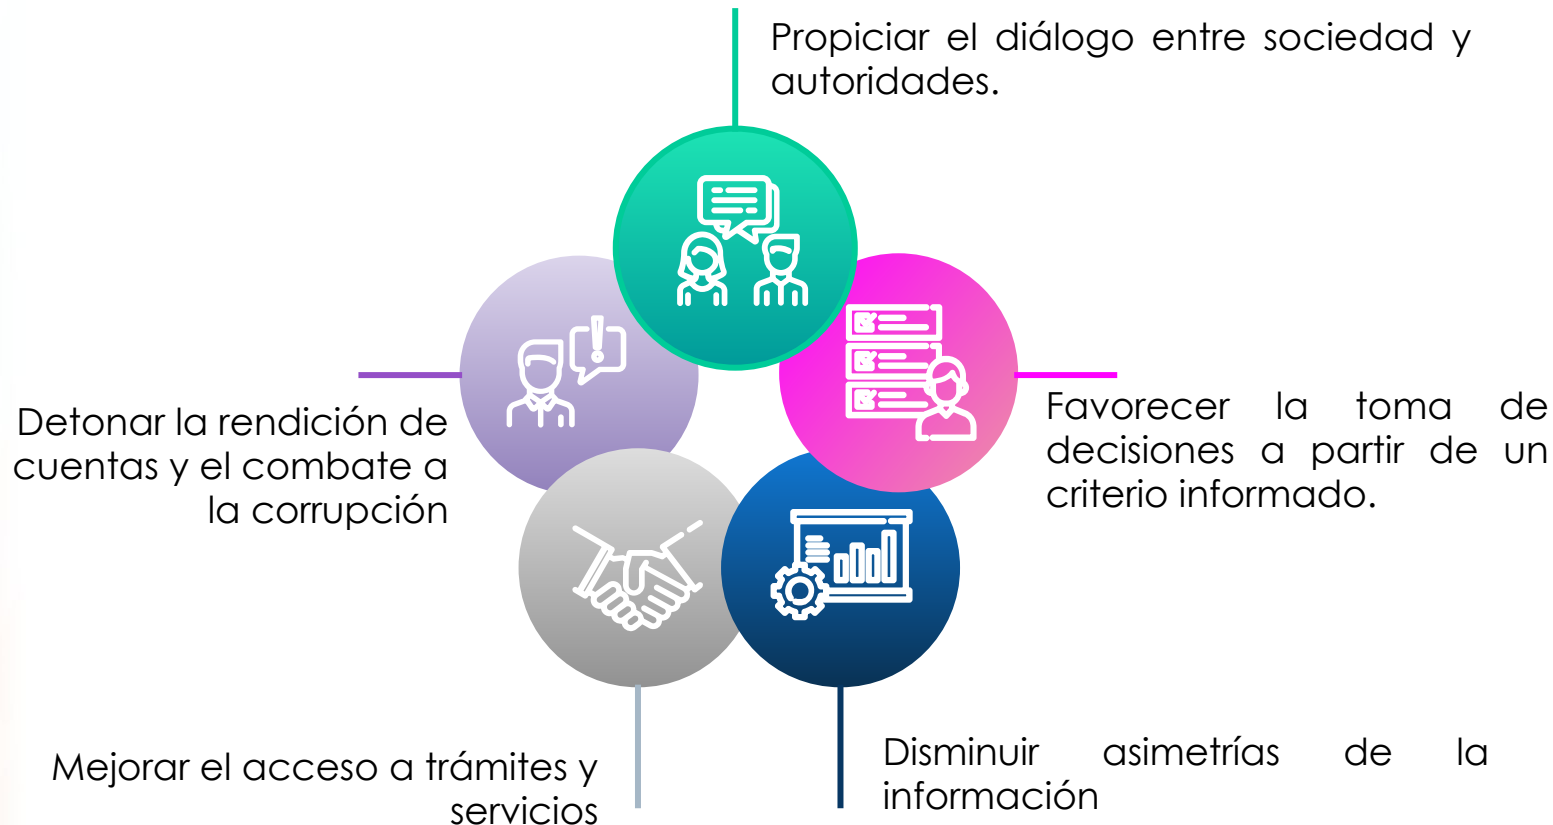 Propiciar el diálogo entre sociedad y
autoridades.
Favorecer la toma de
decisiones a partir de un
criterio informado.
Disminuir asimetrías de la
información
Mejorar el acceso a trámites y
servicios
Detonar la rendición de
cuentas y el combate a
la corrupción